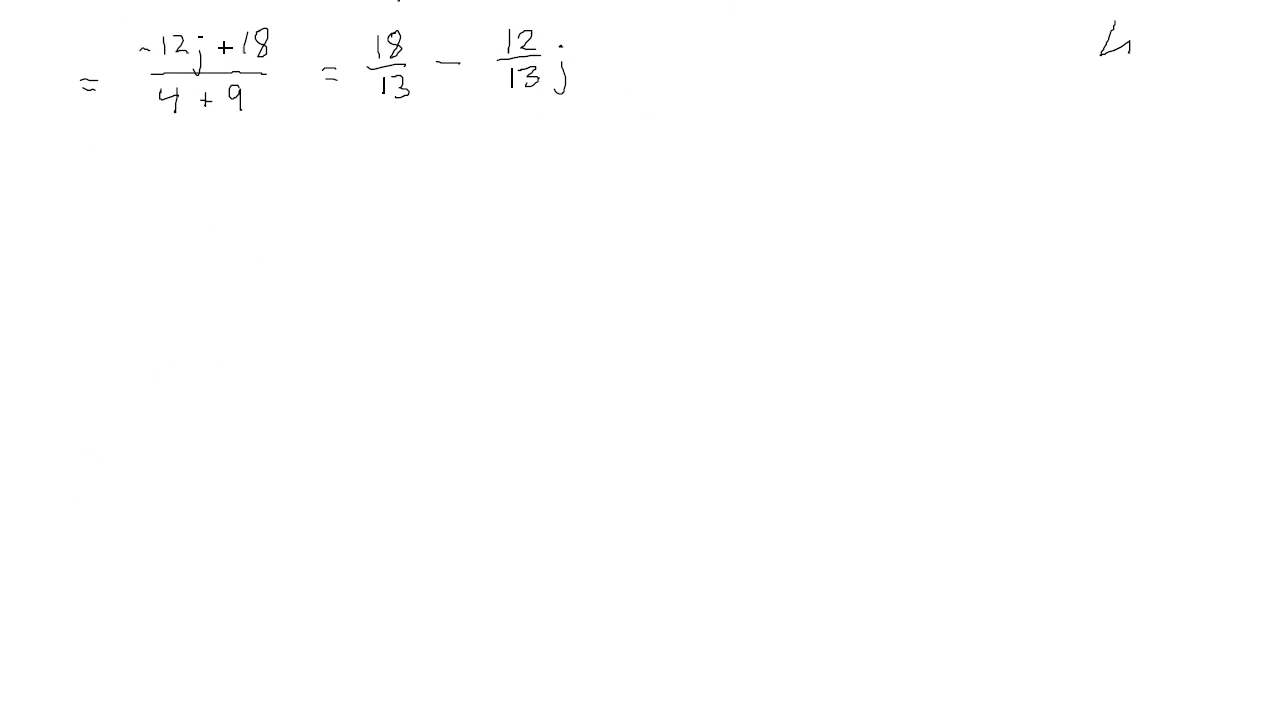 = (-12j + 18)/(4 + 9) = 18/13 - 12/13 j